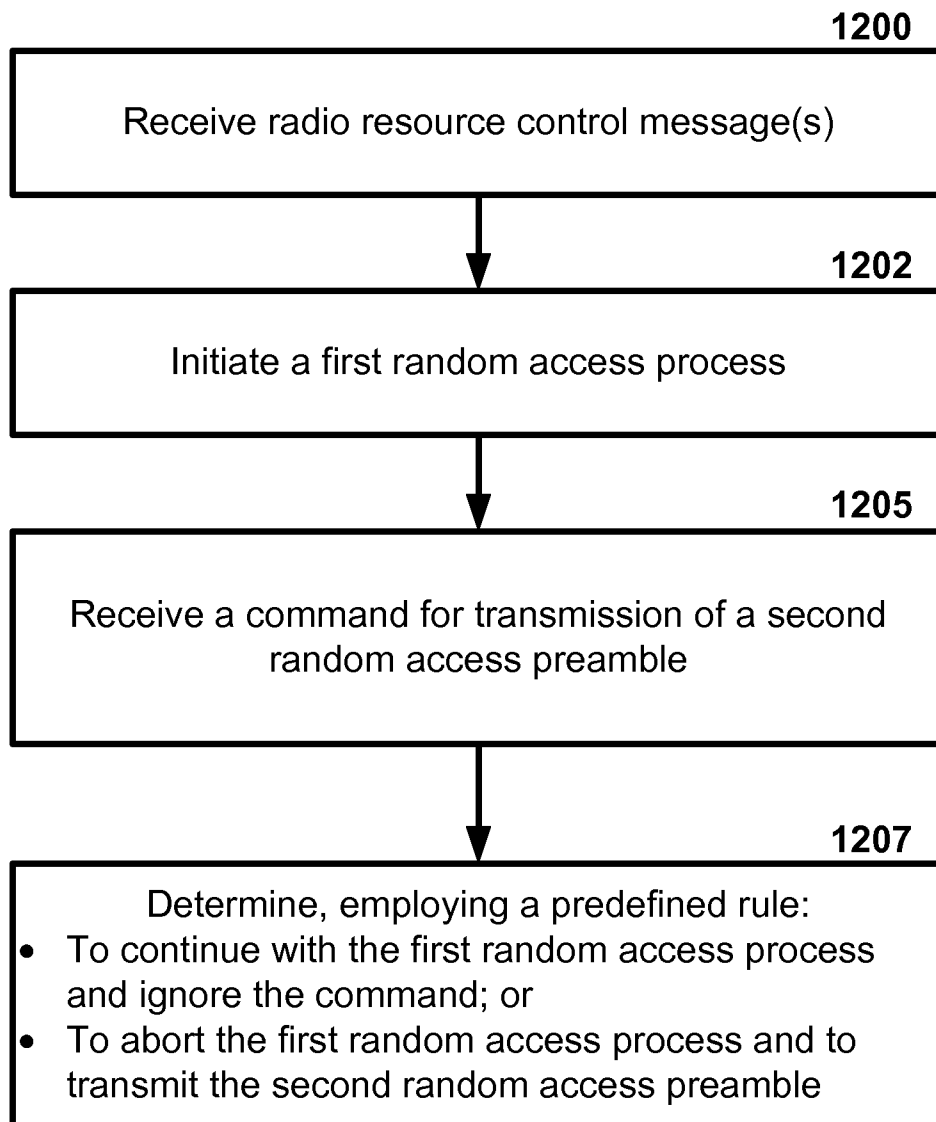 1200
Receive radio resource control message(s)
1202
Initiate a first random access process
1205
Receive a command for transmission of a second
random access preamble
1207
Determine, employing a predefined rule:
• To continue with the first random access process
and ignore the command; or
• To abort the first random access process and to
transmit the second random access preamble